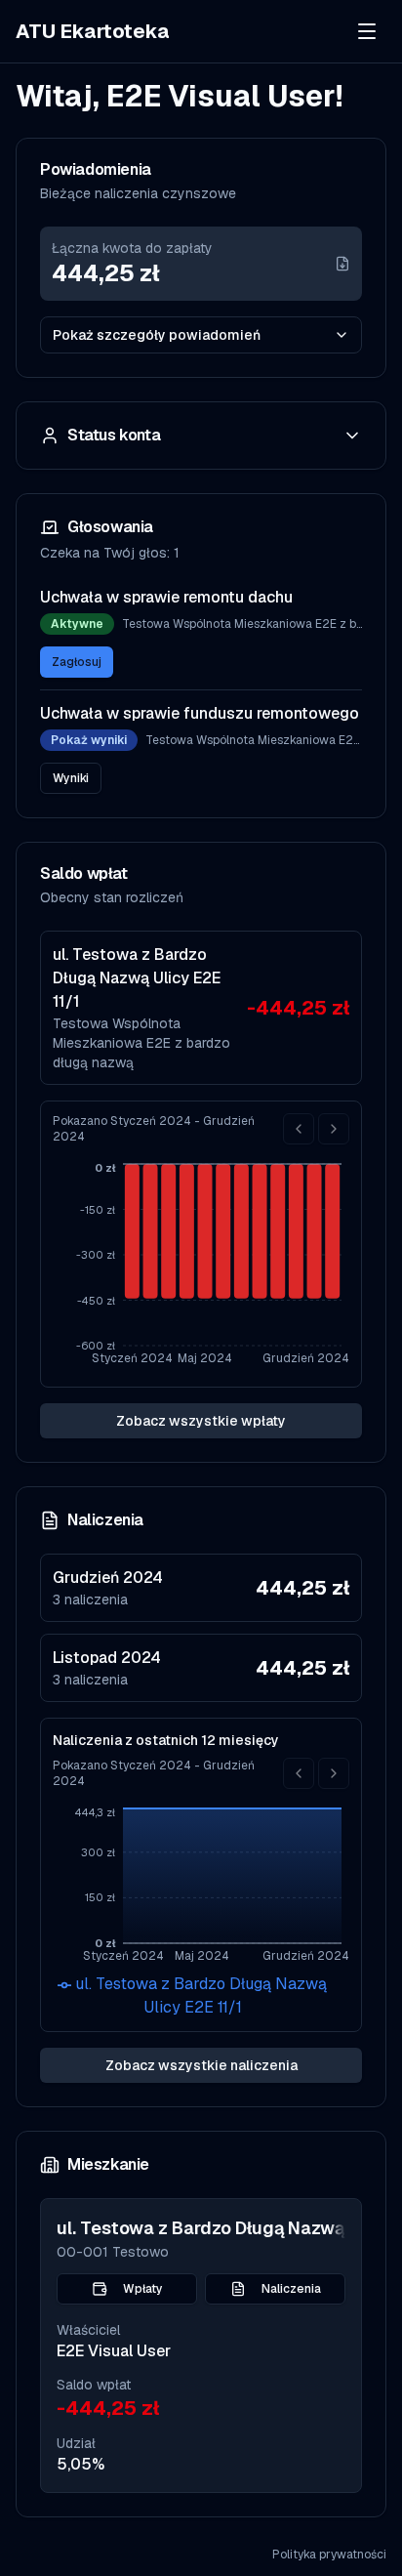 ATU Ekartoteka
Witaj, E2E Visual User!
Powiadomienia
Bieżące naliczenia czynszowe
Łączna kwota do zapłaty
444,25 zł
Pokaż szczegóły powiadomień
Status konta
Głosowania
Czeka na Twój głos: 1
Uchwała w sprawie remontu dachu
Aktywne Testowa Wspólnota Mieszkaniowa E2E z b...
Zagłosuj
Uchwała w sprawie funduszu remontowego
Pokaż wyniki Testowa Wspólnota Mieszkaniowa E2...
Wyniki
Saldo wpłat
Obecny stan rozliczeń
ul. Testowa z Bardzo
Długą Nazwą Ulicy E2E
11/1
-444,25 zł
Testowa Wspólnota
Mieszkaniowa E2E z bardzo
długą nazwą
Pokazano Styczeń 2024 - Grudzień
2024
0 zł
-150 zł
-300 zł
-450 zł
-600 zł
Styczeń 2024 Maj 2024 Grudzień 2024
Zobacz wszystkie wpłaty
Naliczenia
Grudzień 2024
3 naliczenia
444,25 zł
Listopad 2024
3 naliczenia
444,25 zł
Naliczenia z ostatnich 12 miesięcy
Pokazano Styczeń 2024 - Grudzień
2024
444,3 zł
300 zł
150 zł
0 zł
Styczeń 2024 Maj 2024 Grudzień 2024
ul. Testowa z Bardzo Długą Nazwą
Ulicy E2E 11/1
Zobacz wszystkie naliczenia
Mieszkanie
ul. Testowa z Bardzo Długą Nazwą
00-001 Testowo
Wpłaty Naliczenia
Właściciel
E2E Visual User
Saldo wpłat
-444,25 zł
Udział
5,05%
Polityka prywatności